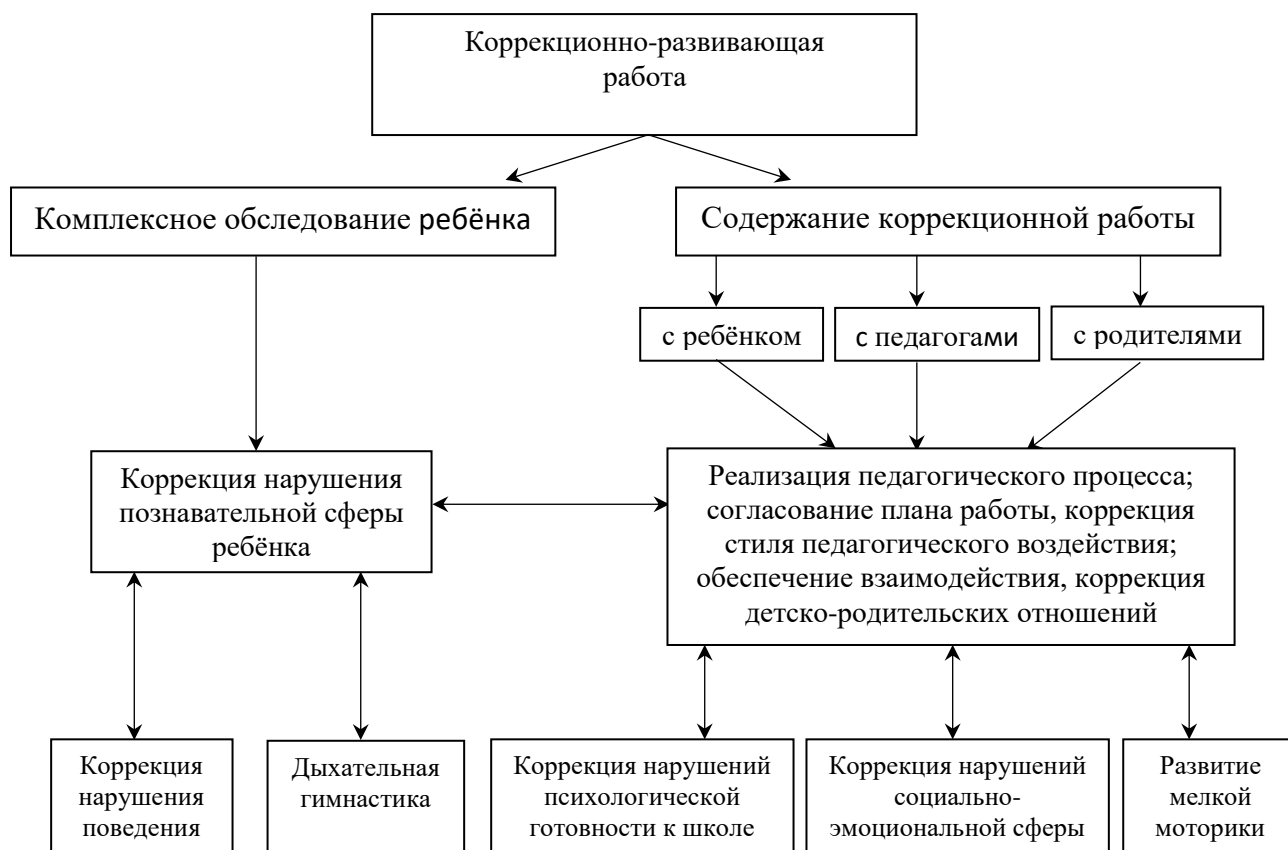 Коррекционно-развивающая
работа
Комплексное обследование ребёнка
Содержание коррекционной работы
с ребёнком
с педагогами
с родителями
Коррекция нарушения
познавательной сферы
ребёнка
Реализация педагогического процесса;
согласование плана работы, коррекция
стиля педагогического воздействия;
обеспечение взаимодействия, коррекция
детско-родительских отношений
Коррекция
нарушения
поведения
Дыхательная
гимнастика
Коррекция нарушений
психологической
готовности к школе
Коррекция нарушений
социально-
эмоциональной сферы
Развитие
мелкой
моторики